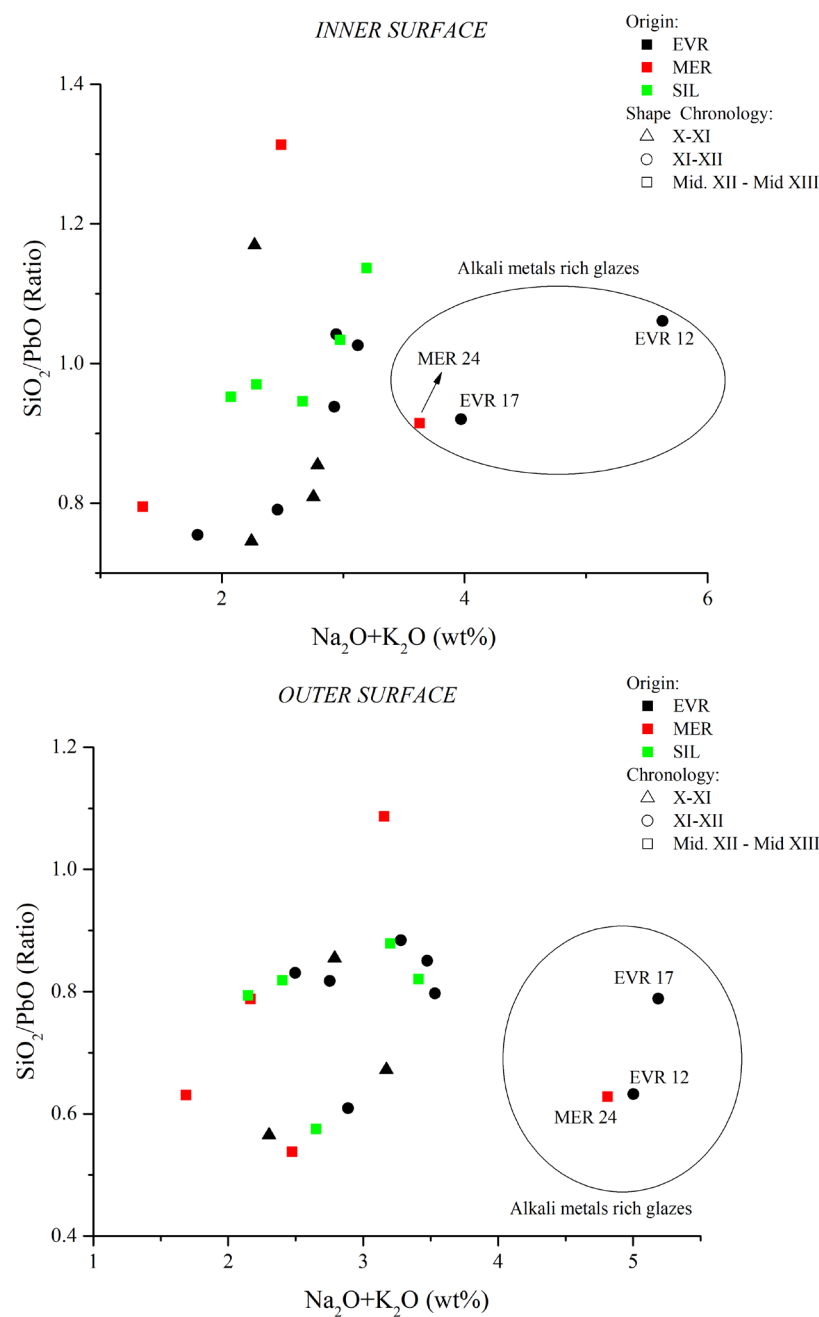 INNER SURFACE
Origin:
EVR
MER
SIL
Shape Chronology:
X-XI
XI-XII
Mid. XII - Mid XIII
1.4
1.2
1.0
0.8
SiO2/PbO (Ratio)
Alkali metals rich glazes
EVR 12
MER 24
EVR 17
2
3
4
6
Na2O+K2O (wt%)
OUTER SURFACE
Origin:
EVR
MER
SIL
Chronology:
X-XI
XI-XII
Mid. XII - Mid XIII
1.2
1.0
0.8
0.6
0.4
SiO2/PbO (Ratio)
EVR 17
EVR 12
MER 24
Alkali metals rich glazes
1
2
3
5
Na2O+K2O (wt%)